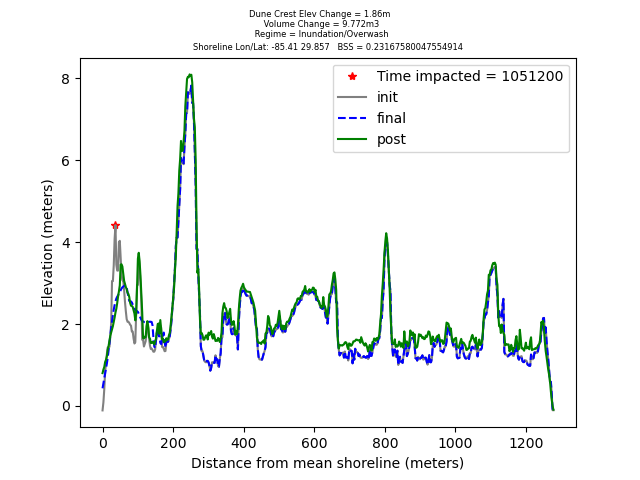 Dune Crest Elev Change = 1.86m
Volume Change = 9.772m3
Regime = Inundation/Overwash
Shoreline Lon/Lat: -85.41 29.857 BSS = 0.23167580047554914
Time impacted = 1051200
init
final
post
8
6
4
2
0
Elevation (meters)
0 200 400 600 800 1000 1200
Distance from mean shoreline (meters)